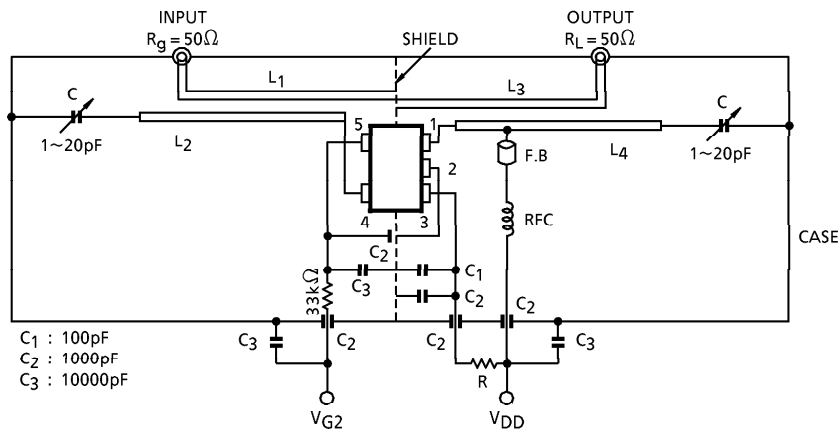 INPUT
Rg = 50Ω
OUTPUT
RL = 50Ω
SHIELD
L1
L3
C
1~20pF
L2
5
1
2
4
3
L4
C
1~20pF
F.B
RFC
CASE
C2
C3
C1
C2
33kΩ
C2
C3
C2
C2
C3
R
C1 : 100pF
C2 : 1000pF
C3 : 10000pF
VG2
VDD